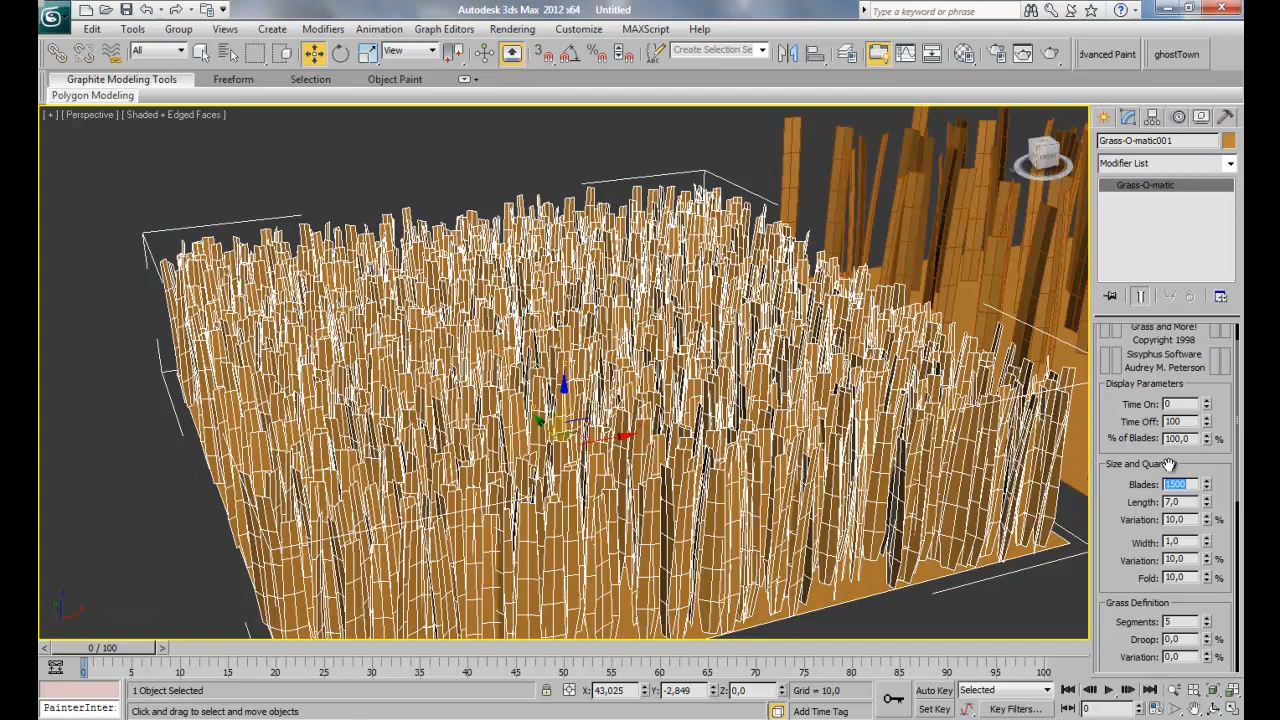 Autodesk 3ds Max 2012 x64 Untitled
Type a keyword or phrase
Edit Tools Group Views Create Modifiers Animation Graph Editors Rendering Customize MAXScript Help
All View Create Selection Se dvanced Paint ghostTown
Graphite Modeling Tools Freeform Selection Object Paint
Polygon Modeling
[ + ] [ Perspective ] [ Shaded + Edged Faces ]
FRONT
Grass-O-matic001
Modifier List
Grass-O-matic
Grass and More!
Copyright 1998
Sisyphus Software
Audrey M. Peterson
Display Parameters
Time On: 0
Time Off: 100
% of Blades: 100,0 %
Size and Quan
Blades: 1500
Length: 7,0
Variation: 10,0 %
Width: 1,0
Variation: 10,0 %
Fold: 10,0 %
Grass Definition
Segments: 5
Droop: 0,0 %
Variation: 0,0 %
< 0 / 100 >
0 5 10 15 20 25 30 35 40 45 50 55 60 65 70 75 80 85 90 95 100
1 Object Selected X: 43,025 Y: -2,849 Z: 0,0 Grid = 10,0 Auto Key Selected
PainterInter: Click and drag to select and move objects Add Time Tag Set Key Key Filters... 0